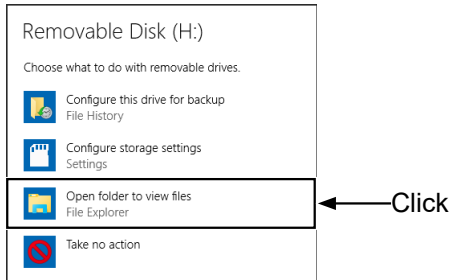 Removable Disk (H:)
Choose what to do with removable drives.
Configure this drive for backup
File History
Configure storage settings
Settings
Open folder to view files
File Explorer
Click
Take no action